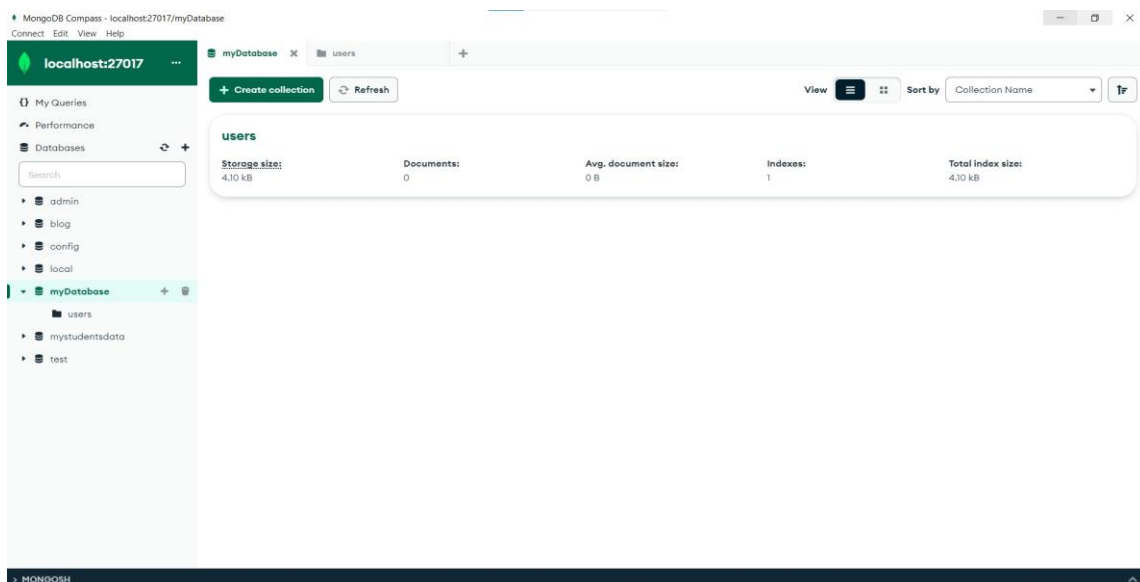 MongoDB Compass - localhost:27017/myDatabase
Connect Edit View Help
localhost:27017 ...
{} My Queries
Performance
Databases
Search
admin
blog
config
local
myDatabase
users
mystudentsdata
test
myDatabase users
Create collection Refresh View Sort by Collection Name
users
Storage size: Documents: Avg. document size: Indexes: Total index size:
4.10 kB 0 0 B 1 4.10 kB
> MONGOSH